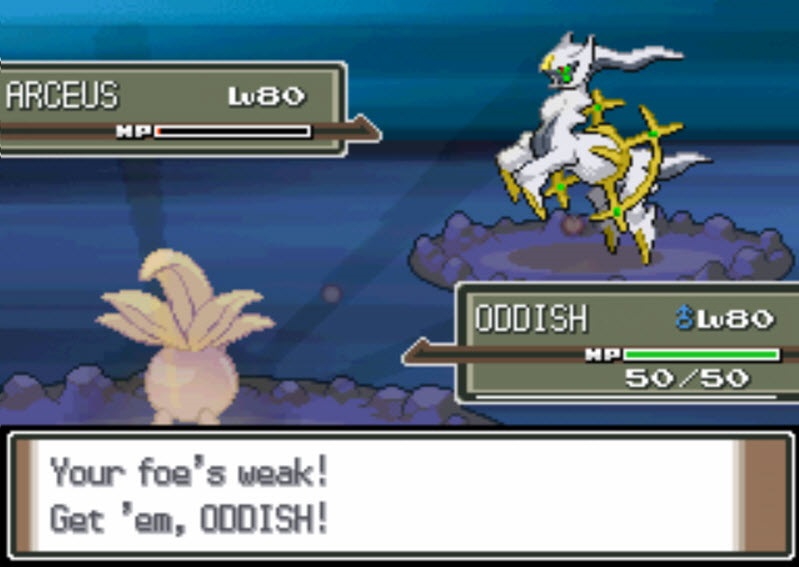 ARCEUS Lv80
HP
ODDISH ♂Lv80
HP
50/50
Your foe's weak!
Get 'em, ODDISH!